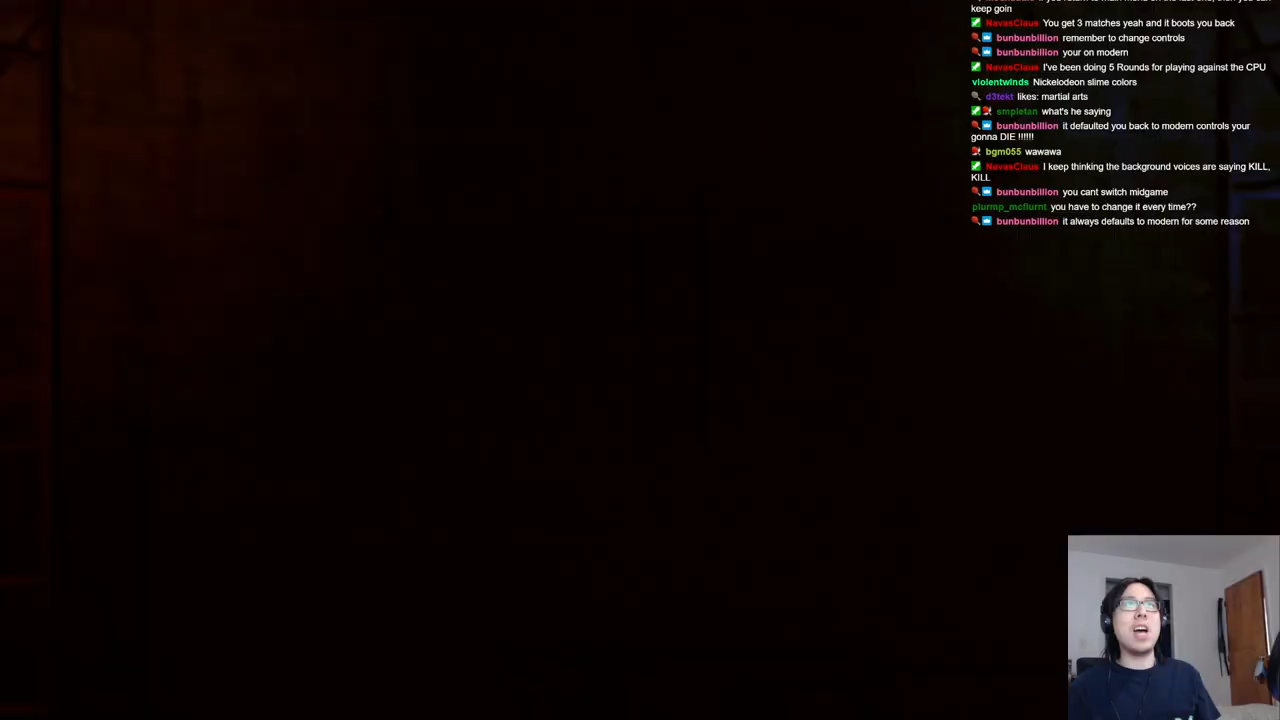 keep goin
NavasClaus You get 3 matches yeah and it boots you back
bunbunbillion remember to change controls
bunbunbillion your on modern
NavasClaus I've been doing 5 Rounds for playing against the CPU
violentwinds Nickelodeon slime colors
d3tekt likes: martial arts
smpletan what's he saying
bunbunbillion it defaulted you back to modern controls your
gonna DIE !!!!!!
bgm055 wawawa
NavasClaus I keep thinking the background voices are saying KILL,
KILL
bunbunbillion you cant switch midgame
plurmp_mcflurnt you have to change it every time??
bunbunbillion it always defaults to modern for some reason